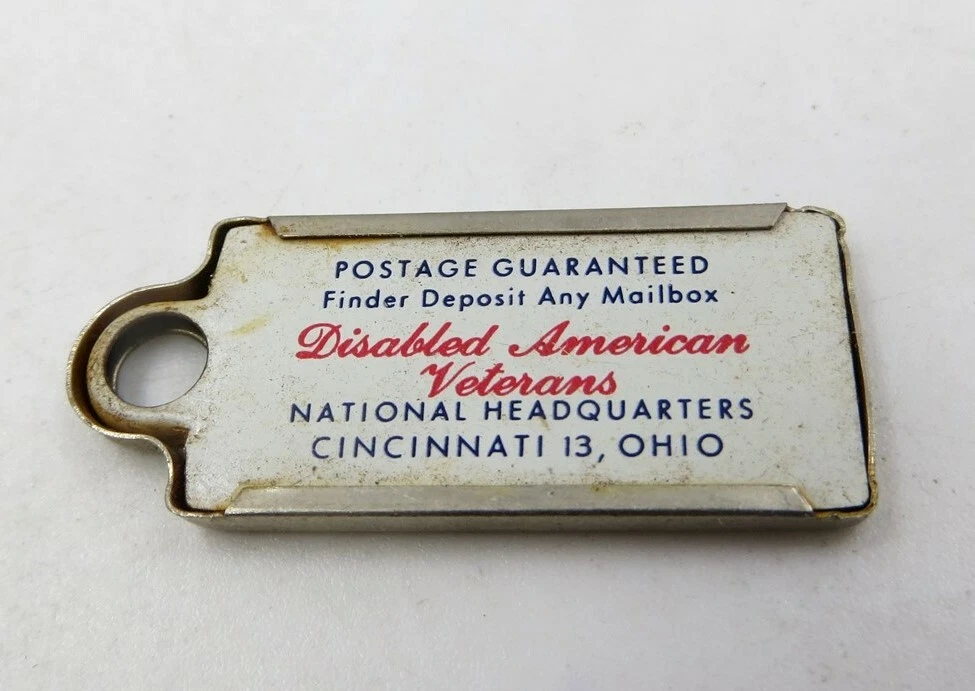 POSTAGE GUARANTEED
Finder Deposit Any Mailbox
Disabled American
Veterans
NATIONAL HEADQUARTERS
CINCINNATI 13, OHIO